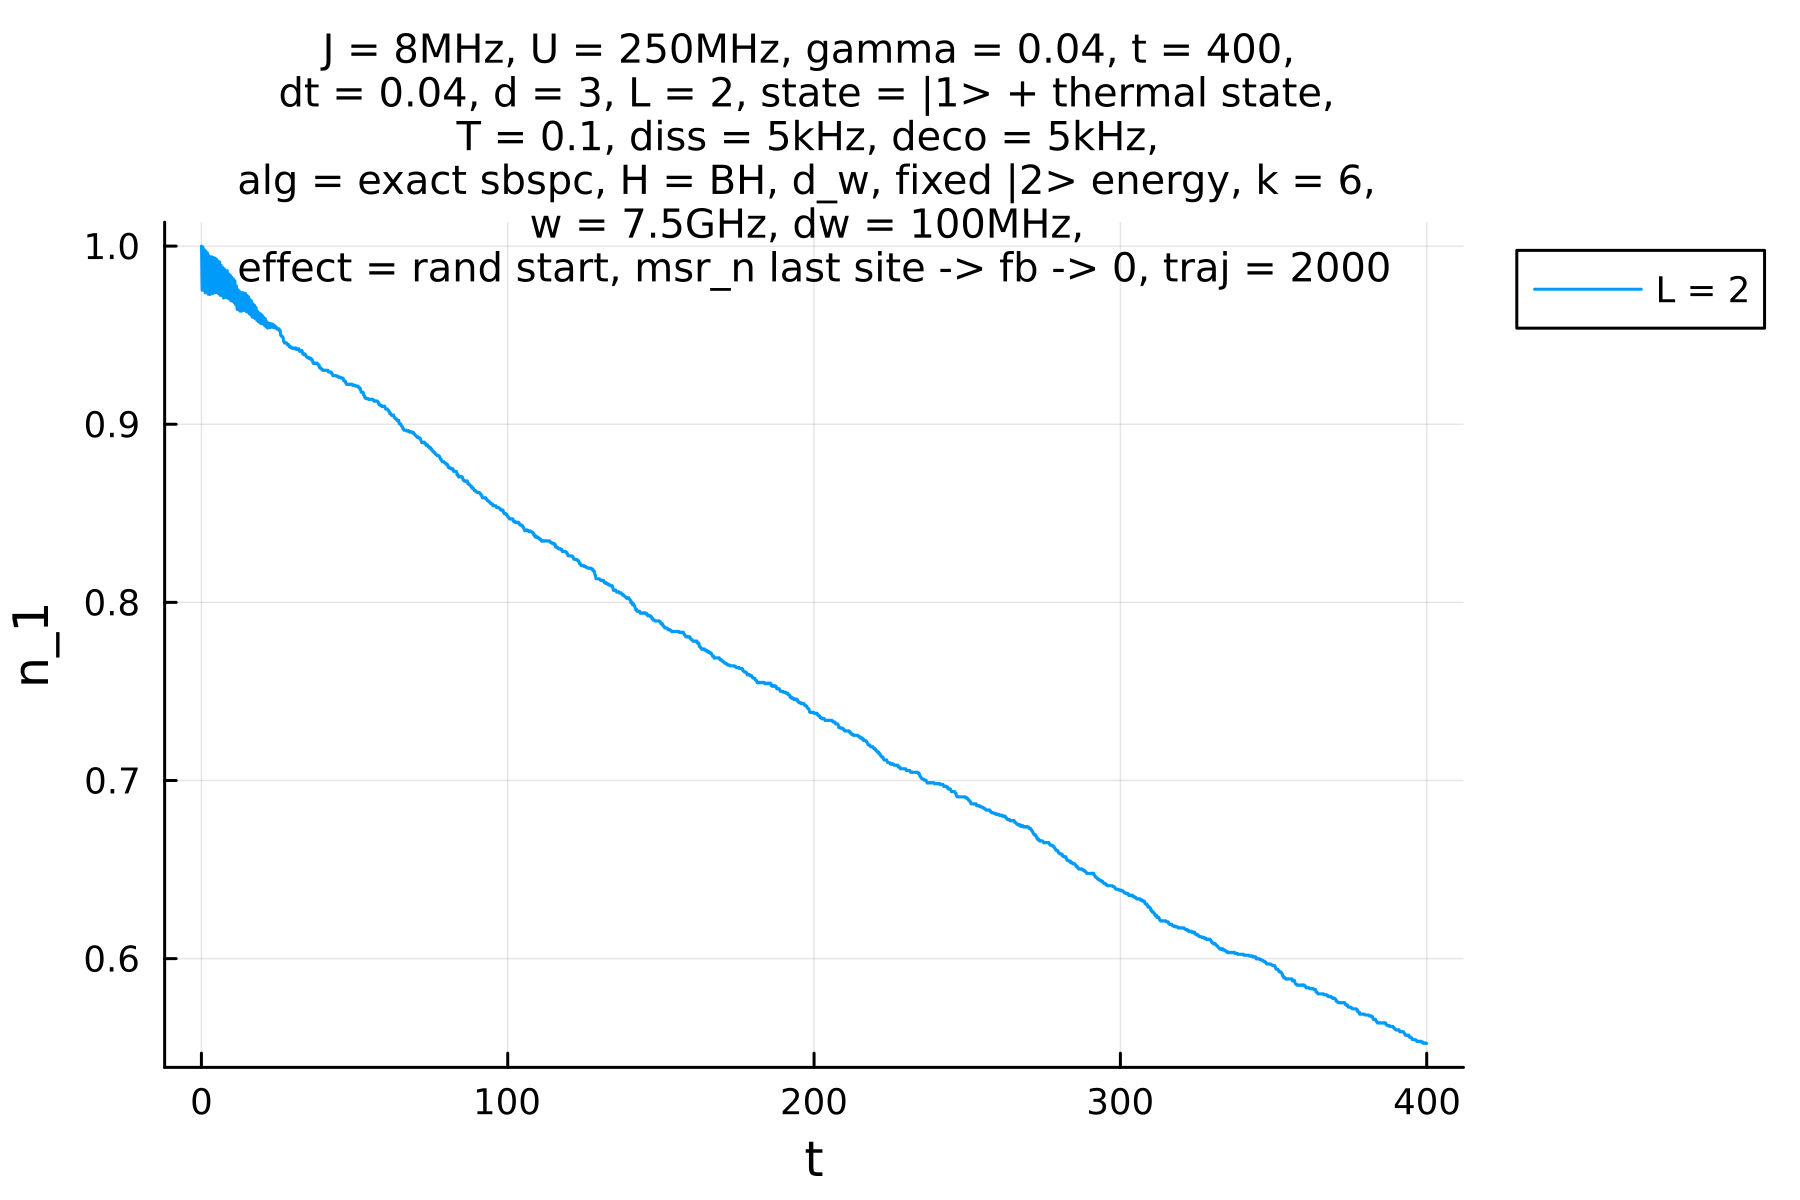 J = 8MHz, U = 250MHz, gamma = 0.04, t = 400,
dt = 0.04, d = 3, L = 2, state = |1> + thermal state,
T = 0.1, diss = 5kHz, deco = 5kHz,
alg = exact sbspc, H = BH, d_w, fixed |2> energy, k = 6,
w = 7.5GHz, dw = 100MHz,
effect = rand start, msr_n last site -> fb -> 0, traj = 2000
L = 2
1.0
0.9
0.8
0.7
0.6
n_1
0 100 200 300 400
t